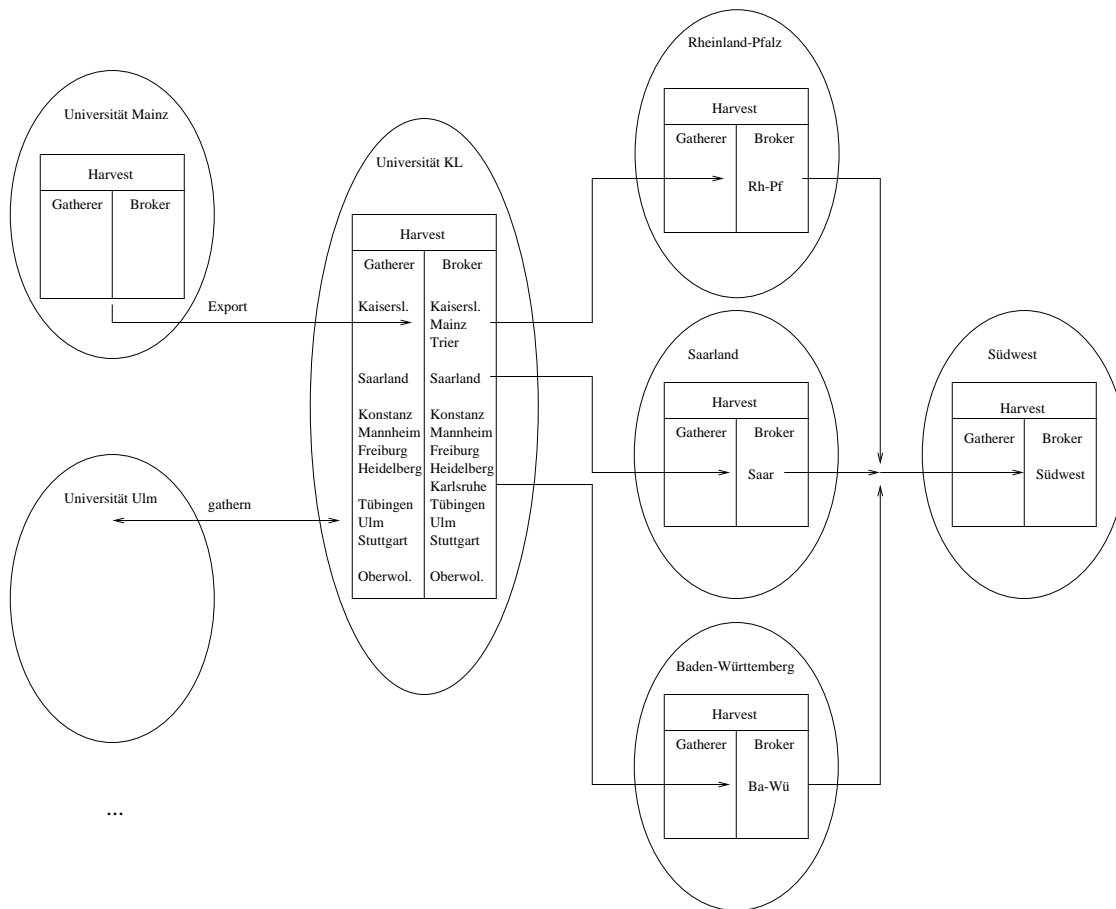 Universität Mainz
Harvest
Gatherer Broker
Export
Universität Ulm
gathern
...
Universität KL
Harvest
Gatherer Broker
Kaisersl. Kaisersl.
Mainz
Trier
Saarland Saarland
Konstanz Konstanz
Mannheim Mannheim
Freiburg Freiburg
Heidelberg Heidelberg
Karlsruhe
Tübingen Tübingen
Ulm Ulm
Stuttgart Stuttgart
Oberwol. Oberwol.
Rheinland-Pfalz
Harvest
Gatherer Broker
Rh-Pf
Saarland
Harvest
Gatherer Broker
Saar
Baden-Württemberg
Harvest
Gatherer Broker
Ba-Wü
Südwest
Harvest
Gatherer Broker
Südwest